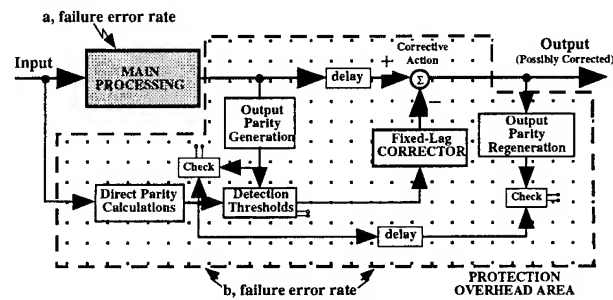 a, failure error rate
Input
MAIN
PROCESSING
delay
+
Corrective
Action
Σ
−
Output
(Possibly Corrected)
Output
Parity
Generation
Fixed-Lag
CORRECTOR
Output
Parity
Regeneration
Check
Direct Parity
Calculations
Detection
Thresholds
Check
delay
b, failure error rate
PROTECTION
OVERHEAD AREA